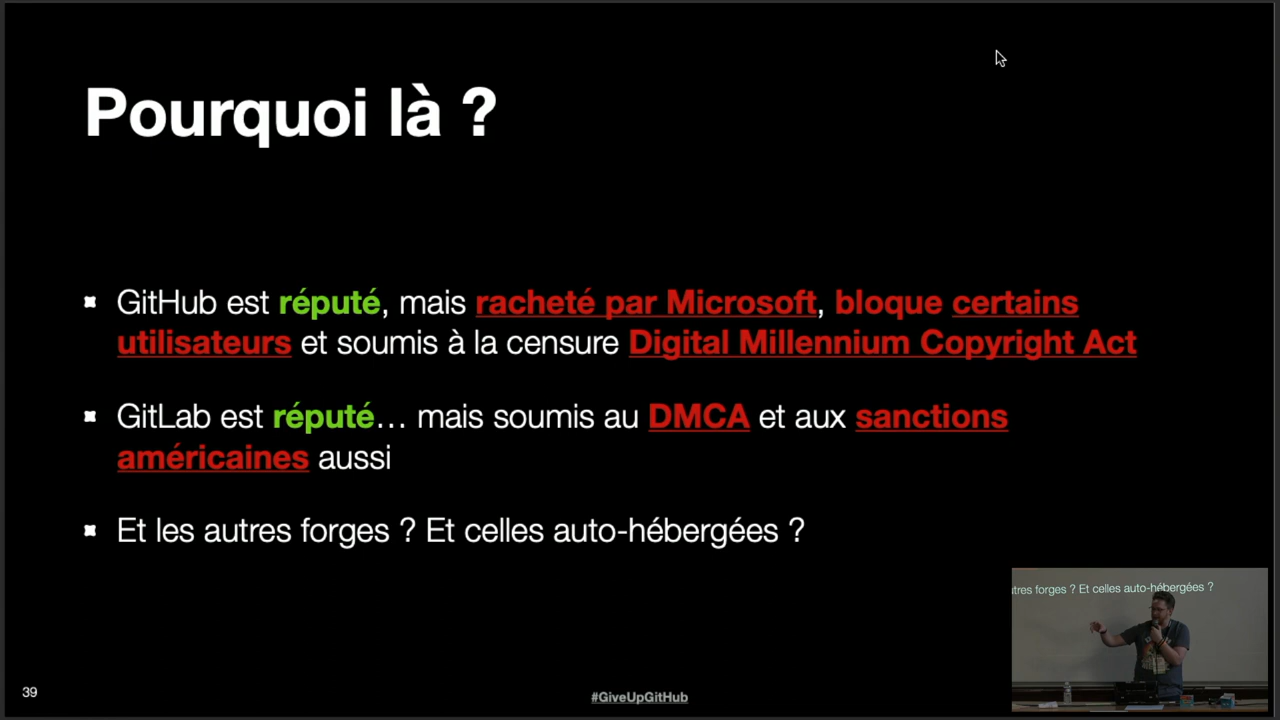 Pourquoi là ?
GitHub est réputé, mais racheté par Microsoft, bloque certains
utilisateurs et soumis à la censure Digital Millennium Copyright Act
GitLab est réputé… mais soumis au DMCA et aux sanctions
américaines aussi
Et les autres forges ? Et celles auto-hébergées ?
utres forges ? Et celles auto-hébergées ?
39
#GiveUpGitHub